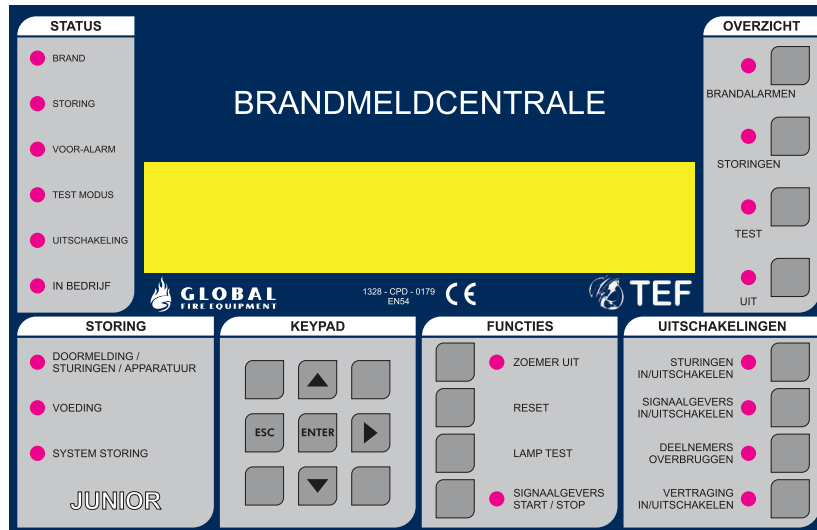 STATUS
BRAND
STORING
VOOR-ALARM
TEST MODUS
UITSCHAKELING
IN BEDRIJF
BRANDMELDCENTRALE
GLOBAL
FIRE EQUIPMENT
1328 - CPD - 0179
EN54
CE
TEF
OVERZICHT
BRANDALARMEN
STORINGEN
TEST
UIT
STORING
DOORMELDING /
STURINGEN / APPARATUUR
VOEDING
SYSTEM STORING
JUNIOR
KEYPAD
ESC
ENTER
FUNCTIES
ZOEMER UIT
RESET
LAMP TEST
SIGNAALGEVERS
START / STOP
UITSCHAKELINGEN
STURINGEN
IN/UITSCHAKELEN
SIGNAALGEVERS
IN/UITSCHAKELEN
DEELNEMERS
OVERBRUGGEN
VERTRAGING
IN/UITSCHAKELEN